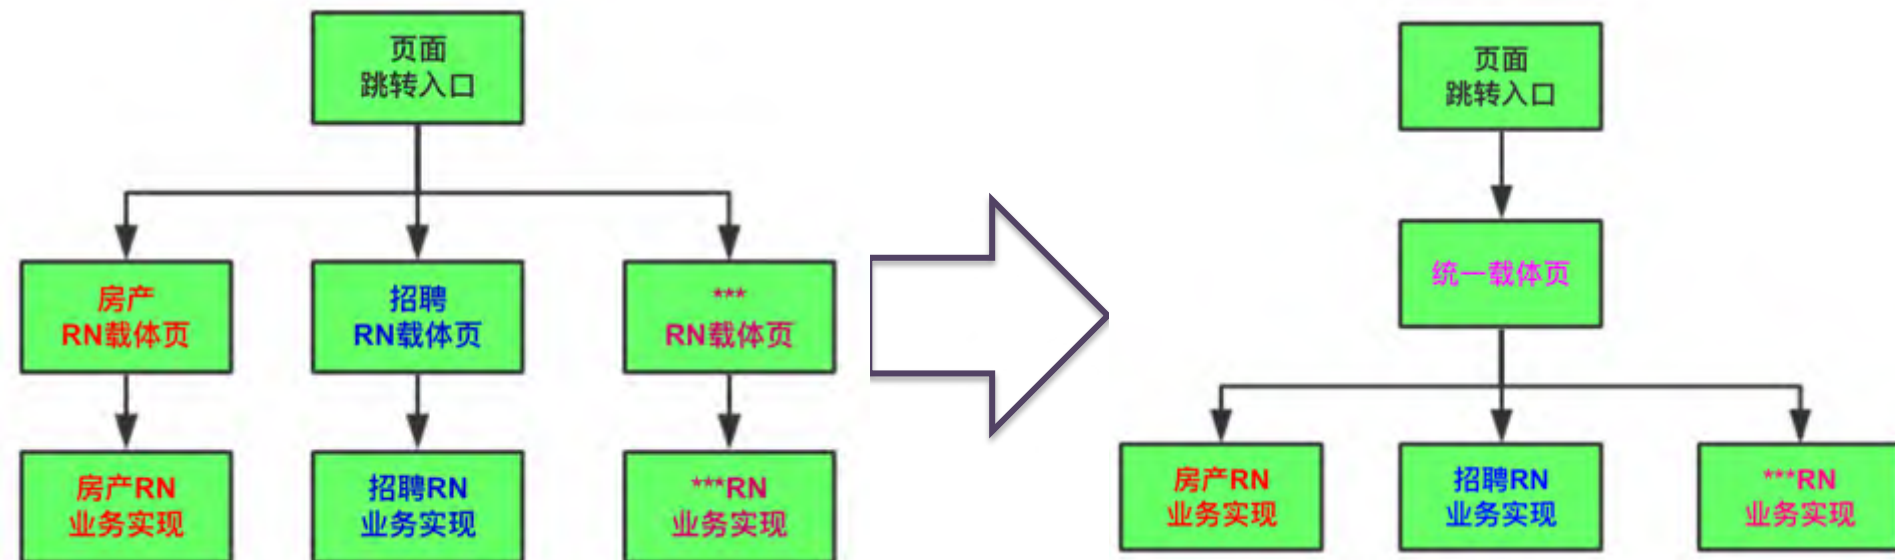 页面
跳转入口
房产
RN载体页
招聘
RN载体页
***
RN载体页
房产RN
业务实现
招聘RN
业务实现
***RN
业务实现
页面
跳转入口
统一载体页
房产RN
业务实现
招聘RN
业务实现
***RN
业务实现